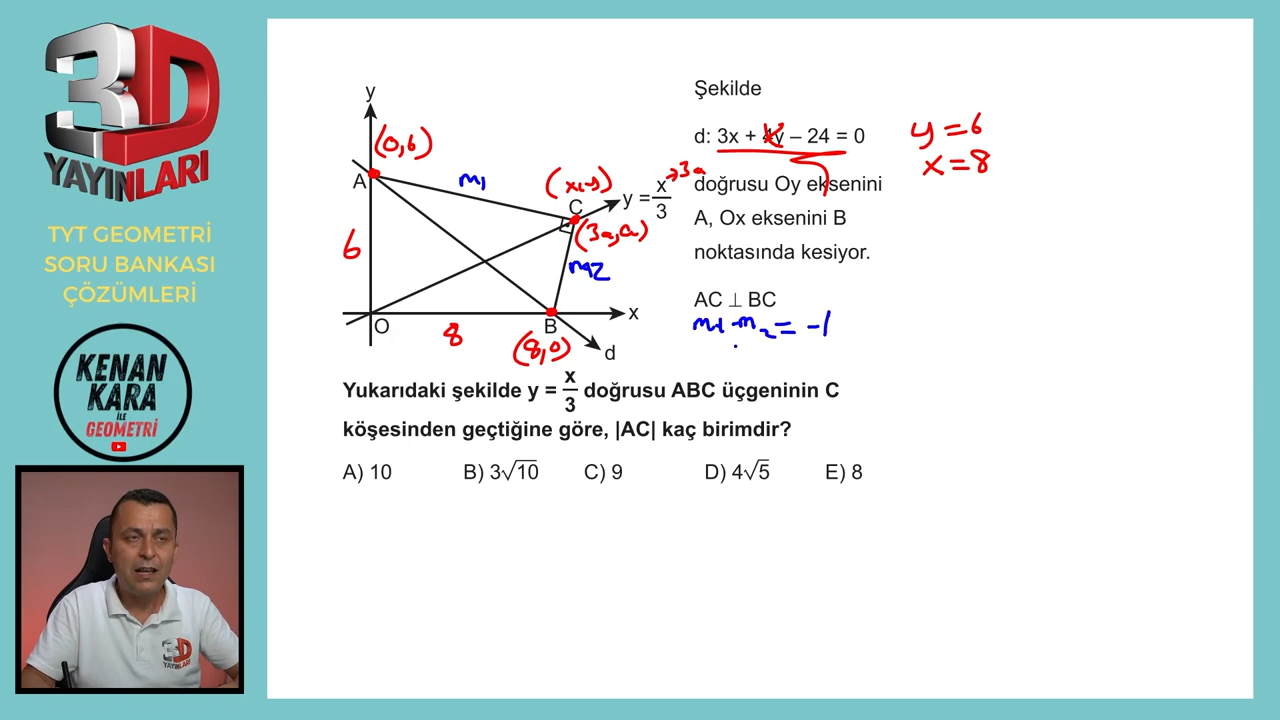 3D
YAYINLARI
TYT GEOMETRİ
SORU BANKASI
ÇÖZÜMLERİ
KENAN
KARA
İLE
GEOMETRİ
y
(0,6)
A
m1
(x,y)
C
y = x/3 → 3a
(3a,a)
6
m2
O
8
B
x
(8,0)
d
Şekilde
d: 3x + 4y – 24 = 0
y = 6
x = 8
doğrusu Oy eksenini
A, Ox eksenini B
noktasında kesiyor.
AC ⊥ BC
m1 . m2 = -1
Yukarıdaki şekilde y = x/3 doğrusu ABC üçgeninin C
köşesinden geçtiğine göre, |AC| kaç birimdir?
A) 10 B) 3√10 C) 9 D) 4√5 E) 8
3D
YAYINLARI